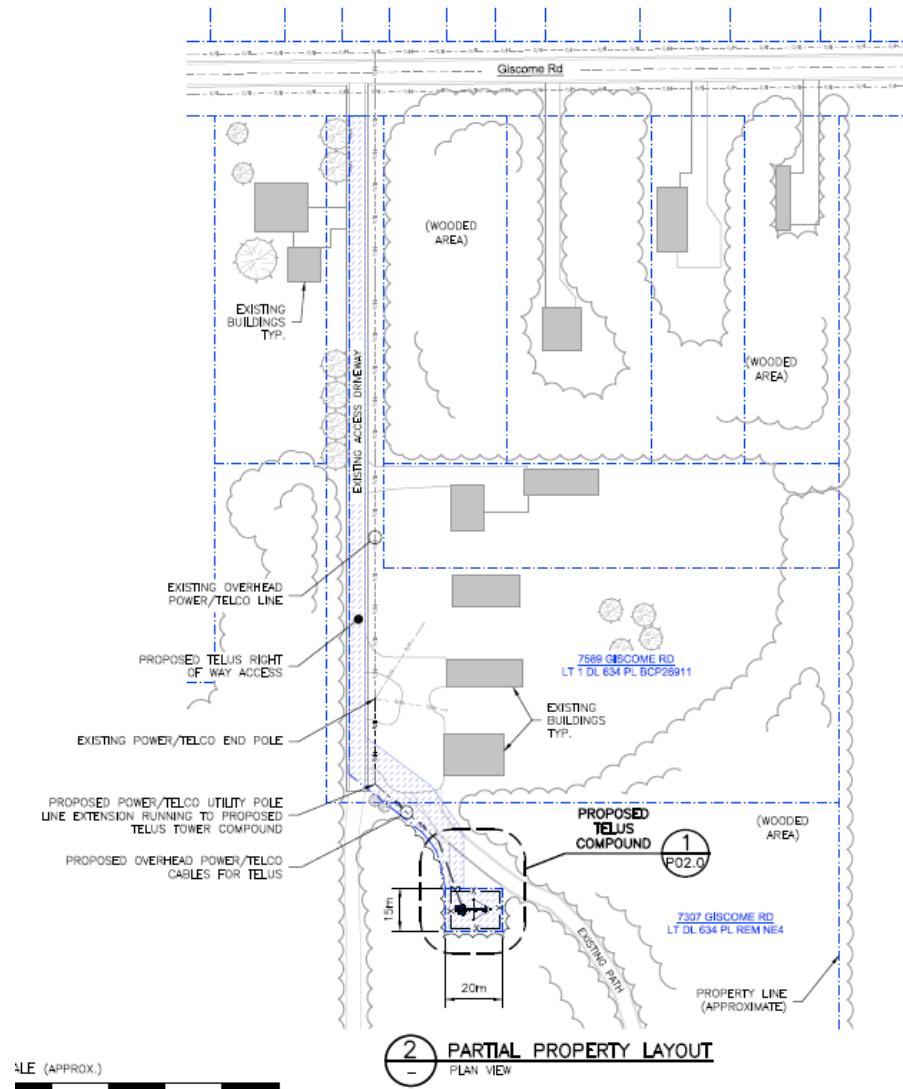 Giscome Rd
(WOODED
AREA)
EXISTING
BUILDINGS
TYP.
(WOODED
AREA)
EXISTING ACCESS DRIVEWAY
EXISTING OVERHEAD
POWER/TELCO LINE
PROPOSED TELUS RIGHT
OF WAY ACCESS
7589 GISCOME RD
LT 1 DL 634 PL BCP26911
EXISTING
BUILDINGS
TYP.
EXISTING POWER/TELCO END POLE
PROPOSED POWER/TELCO UTILITY POLE
LINE EXTENSION RUNNING TO PROPOSED
TELUS TOWER COMPOUND
PROPOSED
TELUS
COMPOUND
1
P02.0
(WOODED
AREA)
PROPOSED OVERHEAD POWER/TELCO
CABLES FOR TELUS
15m
7307 GISCOME RD
LT DL 634 PL REM NE4
EXISTING PATH
20m
PROPERTY LINE
(APPROXIMATE)
2
–
PARTIAL PROPERTY LAYOUT
PLAN VIEW
ALE (APPROX.)